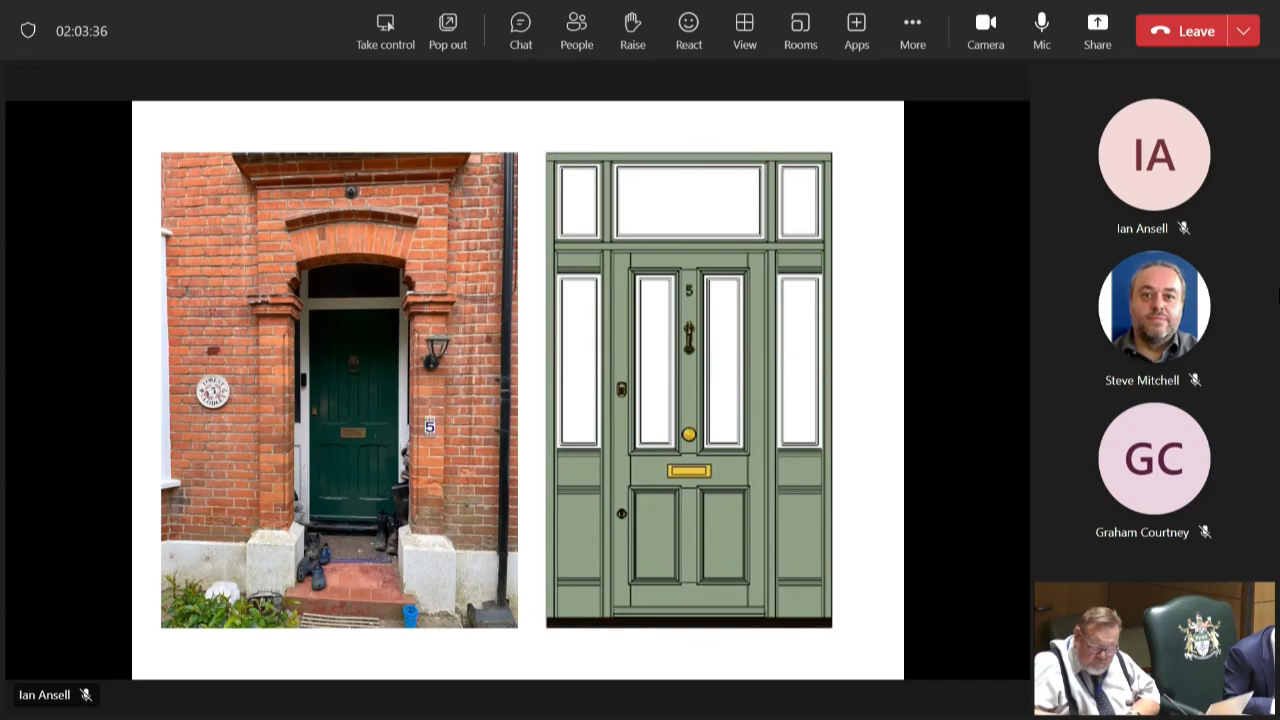 02:03:36
Take control
Pop out
Chat
People
Raise
React
View
Rooms
Apps
More
Camera
Mic
Share
Leave
IA
Ian Ansell
Steve Mitchell
GC
Graham Courtney
5
5
Ian Ansell